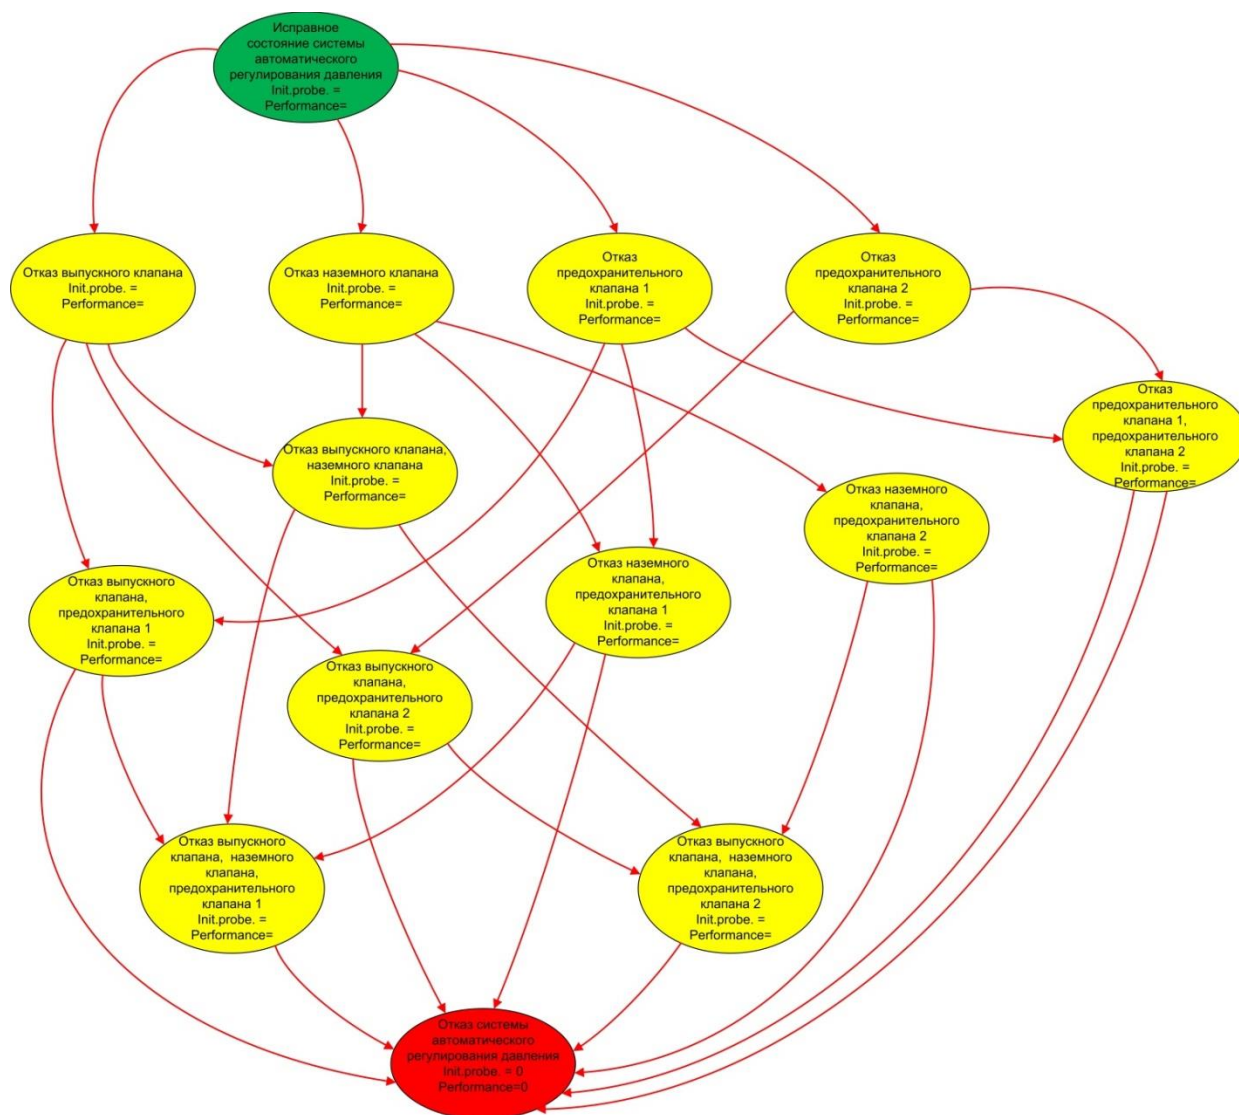 Исправное
состояние системы
автоматического
регулирования давления
Init.probe. =
Performance=
Отказ выпускного клапана
Init.probe. =
Performance=
Отказ наземного клапана
Init.probe. =
Performance=
Отказ
предохранительного
клапана 1
Init.probe. =
Performance=
Отказ
предохранительного
клапана 2
Init.probe. =
Performance=
Отказ
предохранительного
клапана 1,
предохранительного
клапана 2
Init.probe. =
Performance=
Отказ выпускного клапана,
наземного клапана
Init.probe. =
Performance=
Отказ наземного
клапана,
предохранительного
клапана 2
Init.probe. =
Performance=
Отказ наземного
клапана,
предохранительного
клапана 1
Init.probe. =
Performance=
Отказ выпускного
клапана,
предохранительного
клапана 1
Init.probe. =
Performance=
Отказ выпускного
клапана,
предохранительного
клапана 2
Init.probe. =
Performance=
Отказ выпускного
клапана, наземного
клапана,
предохранительного
клапана 1
Init.probe. =
Performance=
Отказ выпускного
клапана, наземного
клапана,
предохранительного
клапана 2
Init.probe. =
Performance=
Отказ системы
автоматического
регулирования давления
Init.probe. = 0
Performance=0